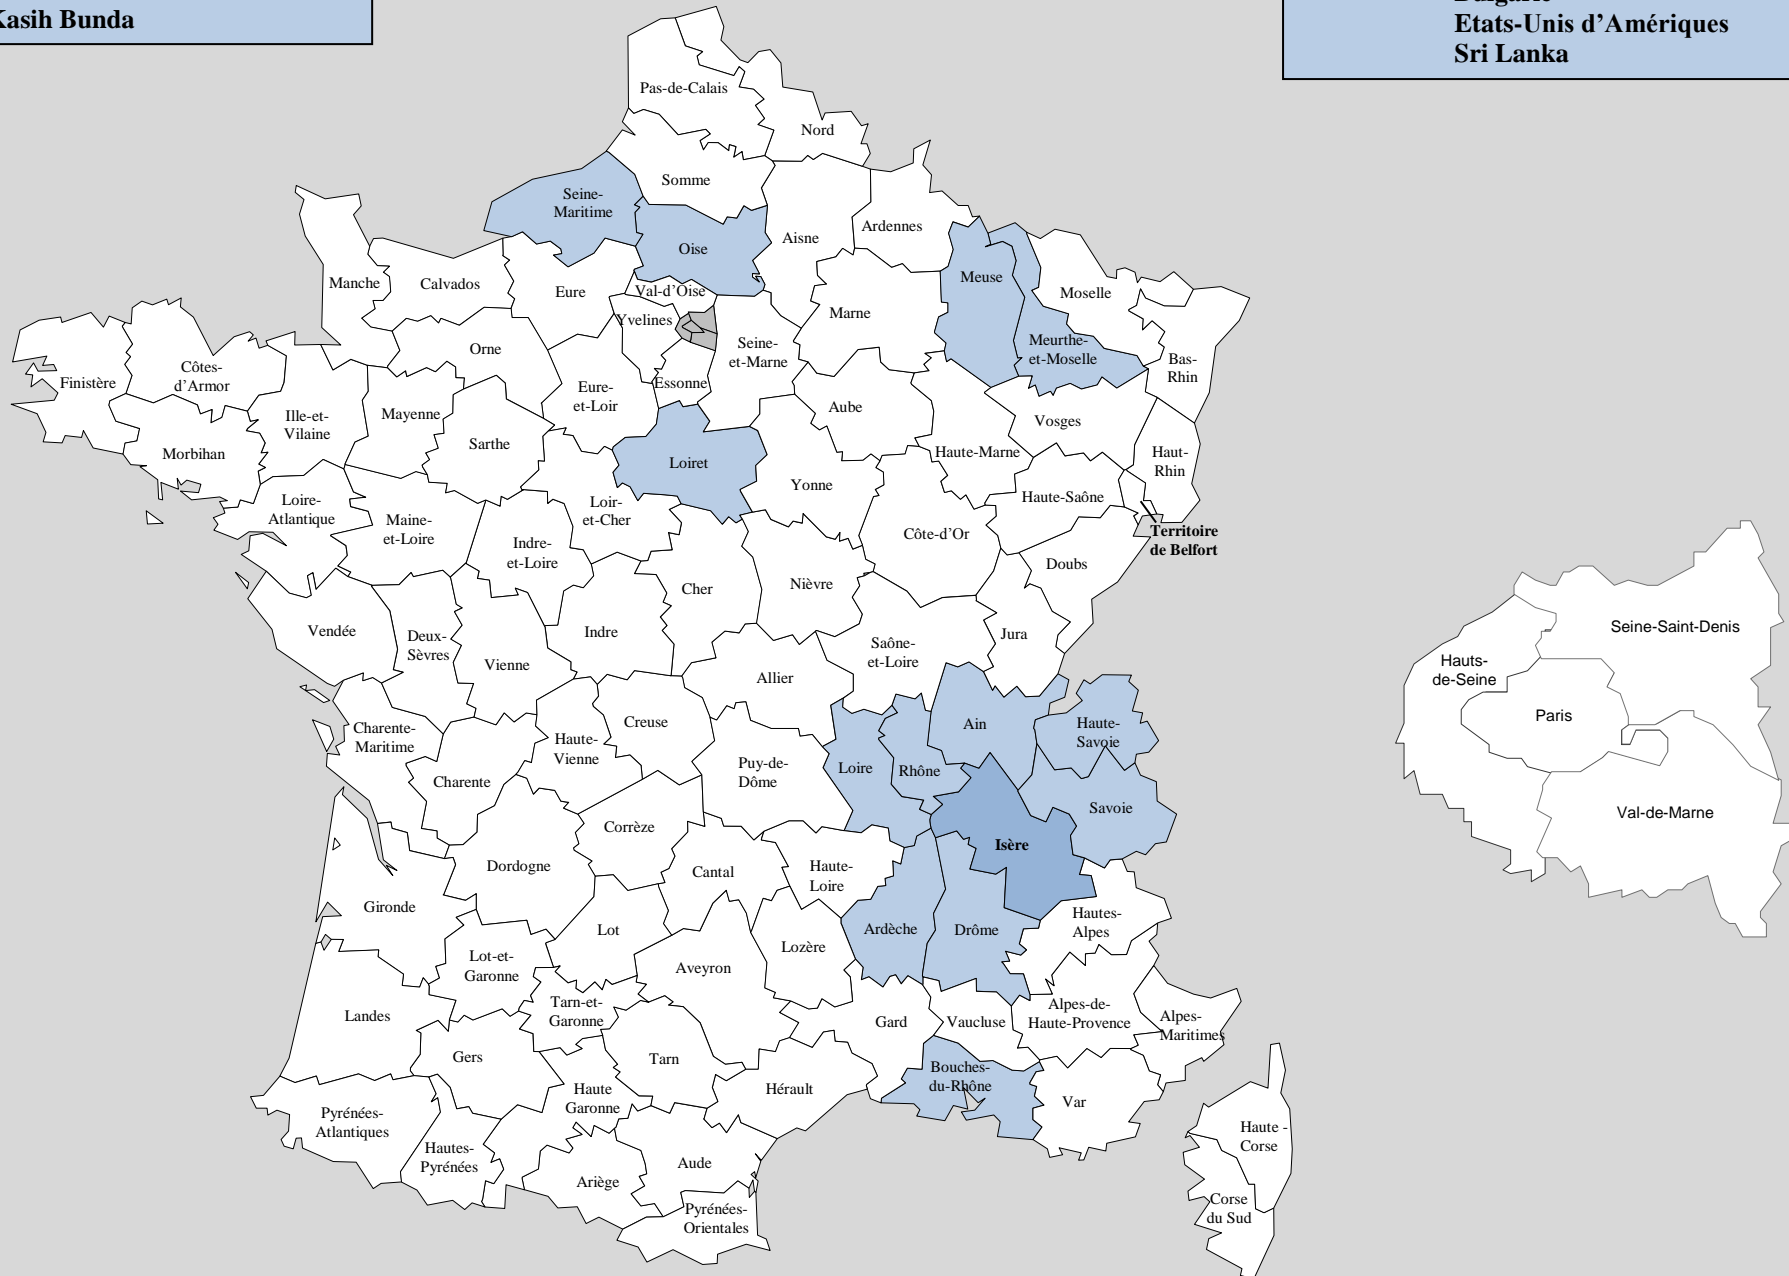 Kasih Bunda
Etats-Unis d’Amériques
Sri Lanka
Pas-de-Calais
Nord
Somme
Seine-
Maritime
Oise
Aisne
Ardennes
Manche
Calvados
Eure
Val-d’Oise
Yvelines
Seine-
et-Marne
Essonne
Marne
Meuse
Moselle
Meurthe-
et-Moselle
Bas-
Rhin
Finistère
Côtes-
d’Armor
Orne
Eure-
et-Loir
Ille-et-
Vilaine
Mayenne
Sarthe
Morbihan
Aube
Vosges
Haute-Marne
Haut-
Rhin
Loiret
Yonne
Loire-
Atlantique
Maine-
et-Loire
Loir-
et-Cher
Indre-
et-Loire
Haute-Saône
Côte-d’Or
Territoire
de Belfort
Doubs
Cher
Nièvre
Vendée
Deux-
Sèvres
Vienne
Indre
Saône-
et-Loire
Jura
Allier
Creuse
Charente-
Maritime
Haute-
Vienne
Charente
Puy-de-
Dôme
Loire
Rhône
Ain
Haute-
Savoie
Savoie
Isère
Corrèze
Dordogne
Cantal
Haute-
Loire
Gironde
Lot
Lozère
Ardèche
Drôme
Hautes-
Alpes
Lot-et-
Garonne
Aveyron
Landes
Tarn-et-
Garonne
Gard
Vaucluse
Alpes-de-
Haute-Provence
Alpes-
Maritimes
Gers
Tarn
Haute
Garonne
Hérault
Bouches-
du-Rhône
Var
Pyrénées-
Atlantiques
Hautes-
Pyrénées
Ariège
Aude
Pyrénées-
Orientales
Haute -
Corse
Corse
du Sud
Seine-Saint-Denis
Hauts-
de-Seine
Paris
Val-de-Marne